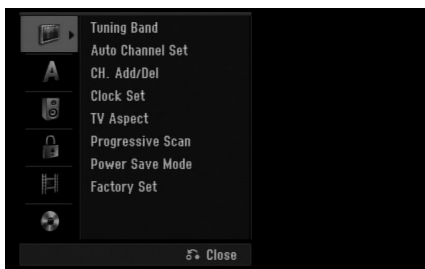 Tuning Band
Auto Channel Set
A
CH. Add/Del
Clock Set
TV Aspect
Progressive Scan
Power Save Mode
Factory Set
Close